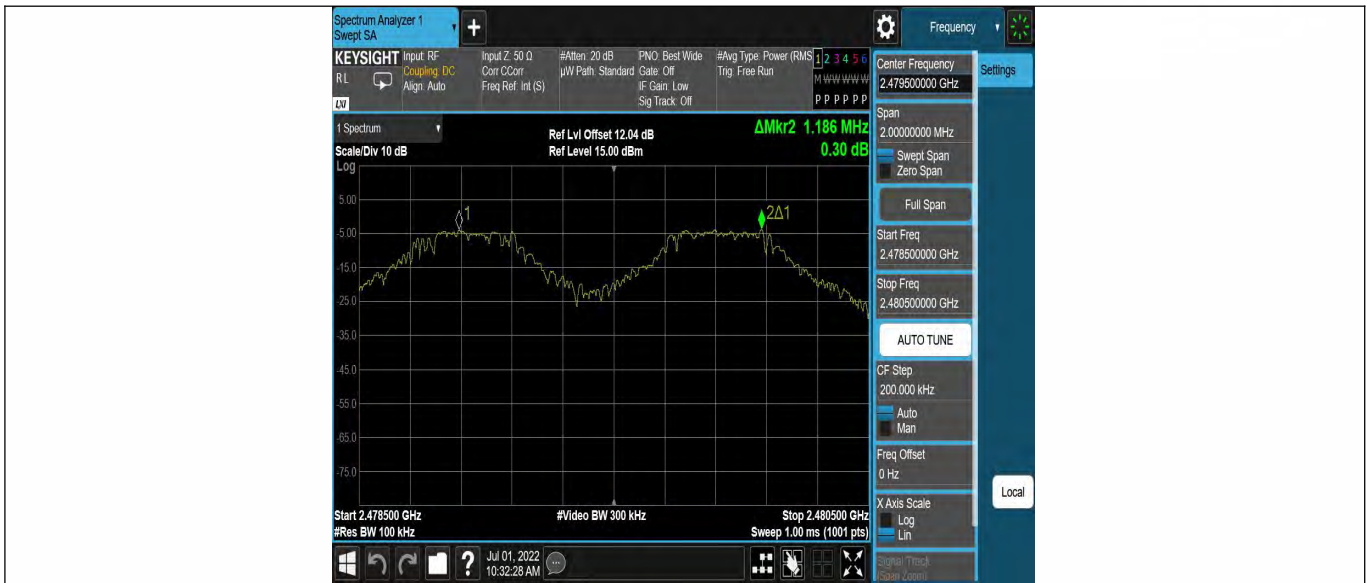 Spectrum Analyzer 1
Swept SA
+
Frequency
KEYSIGHT
RL
LXI
Input: RF
Coupling: DC
Align: Auto
Input Z: 50 Ω
Corr CCorr
Freq Ref: Int (S)
#Atten: 20 dB
µW Path: Standard
PNO: Best Wide
Gate: Off
IF Gain: Low
Sig Track: Off
#Avg Type: Power (RMS
Trig: Free Run
1 2 3 4 5 6
M W W W W W
P P P P P P
Center Frequency
2.479500000 GHz
Settings
Span
2.00000000 MHz
Swept Span
Zero Span
Full Span
Start Freq
2.478500000 GHz
Stop Freq
2.480500000 GHz
AUTO TUNE
CF Step
200.000 kHz
Auto
Man
Freq Offset
0 Hz
X Axis Scale
Log
Lin
Signal Track
(Span Zoom)
Local
1 Spectrum
Scale/Div 10 dB
Log
Ref Lvl Offset 12.04 dB
Ref Level 15.00 dBm
ΔMkr2 1.186 MHz
0.30 dB
5.00
-5.00
-15.0
-25.0
-35.0
-45.0
-55.0
-65.0
-75.0
1
2Δ1
Start 2.478500 GHz
#Res BW 100 kHz
#Video BW 300 kHz
Stop 2.480500 GHz
Sweep 1.00 ms (1001 pts)
?
Jul 01, 2022
10:32:28 AM